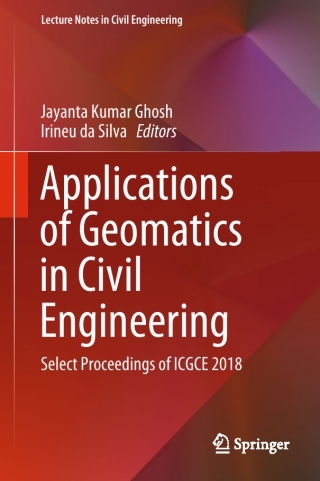 Lecture Notes in Civil Engineering
Jayanta Kumar Ghosh
Irineu da Silva Editors
Applications
of Geomatics
in Civil
Engineering
Select Proceedings of ICGCE 2018
Springer